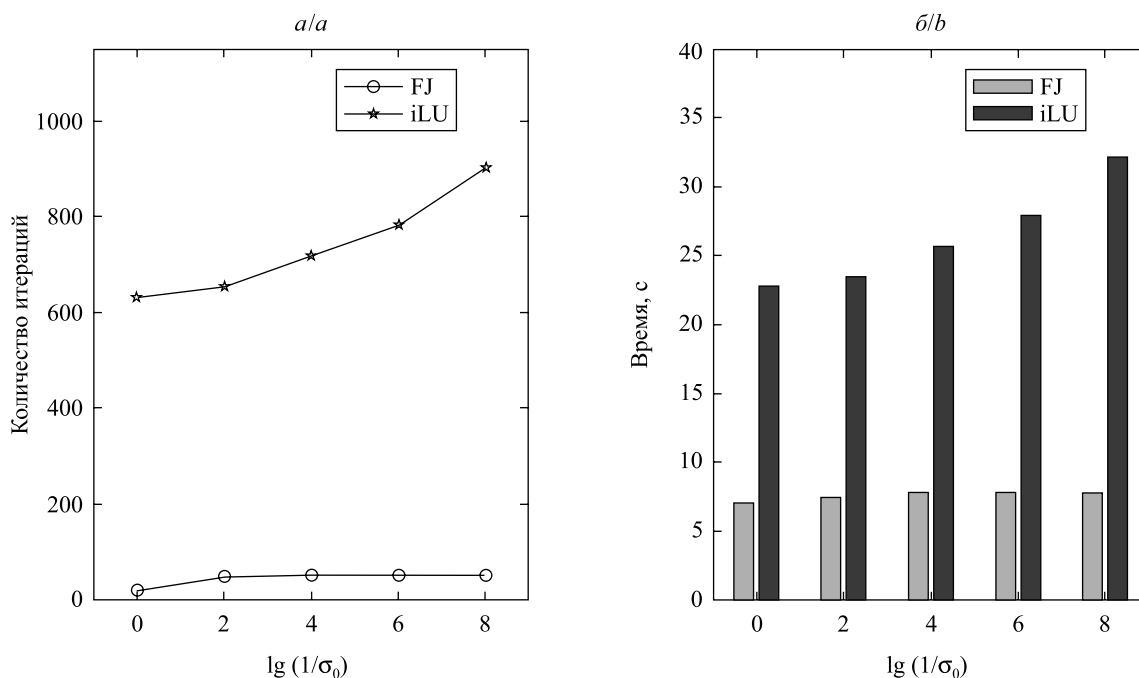 а/a
FJ
iLU
Количество итераций
1000
800
600
400
200
0
0 2 4 6 8
lg (1/σ₀)
б/b
FJ
iLU
Время, с
40
35
30
25
20
15
10
5
0
0 2 4 6 8
lg (1/σ₀)